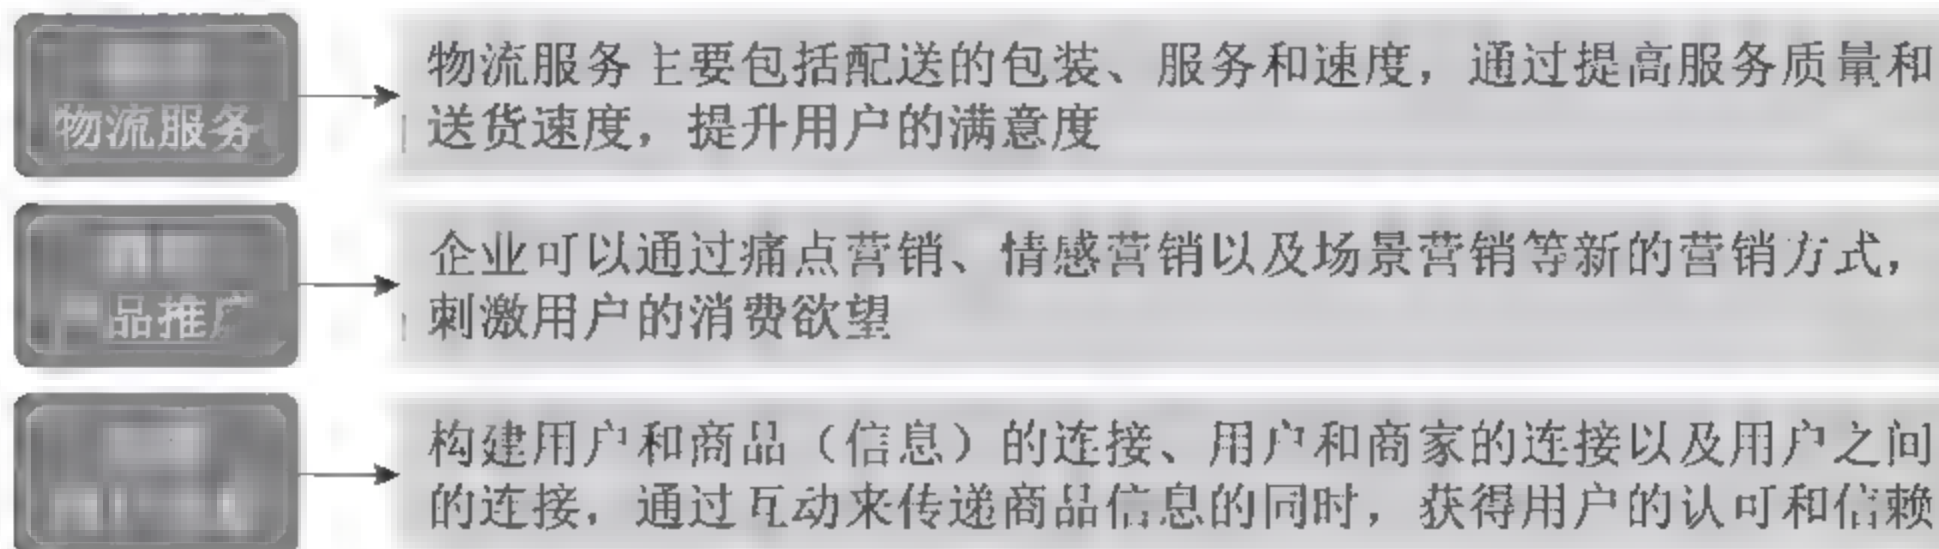 物流服务
物流服务主要包括配送的包装、服务和速度，通过提高服务质量和
送货速度，提升用户的满意度
品推广
企业可以通过痛点营销、情感营销以及场景营销等新的营销方式，
刺激用户的消费欲望
构建用户和商品（信息）的连接、用户和商家的连接以及用户之间
的连接，通过互动来传递商品信息的同时，获得用户的认可和信赖